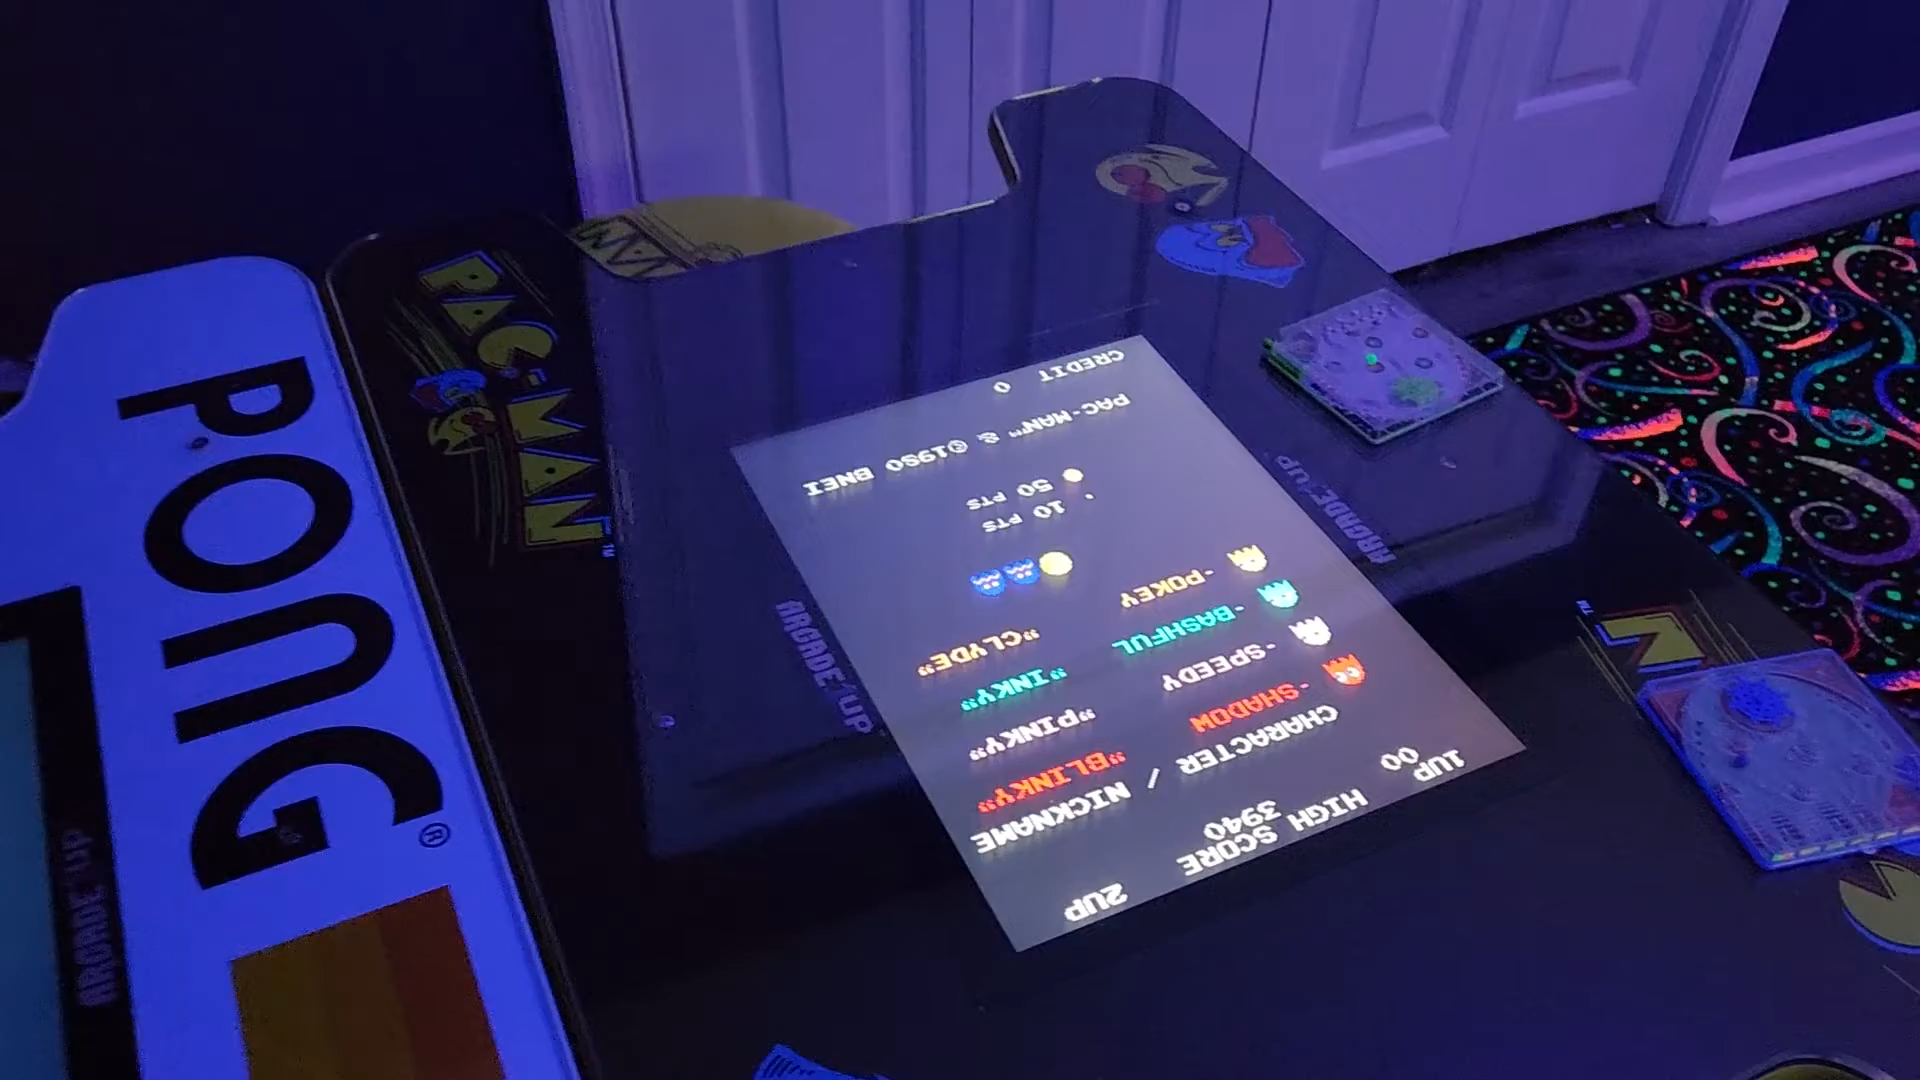 PONG®
ARCADE1UP
PAC-MAN™
ARCADE1UP
ARCADE1UP
1UP
00
HIGH SCORE
3940
2UP
CHARACTER / NICKNAME
-SHADOW "BLINKY"
-SPEEDY "PINKY"
-BASHFUL "INKY"
-POKEY "CLYDE"
10 PTS
50 PTS
PAC-MAN™ & ©1980 BNEI
CREDIT 0